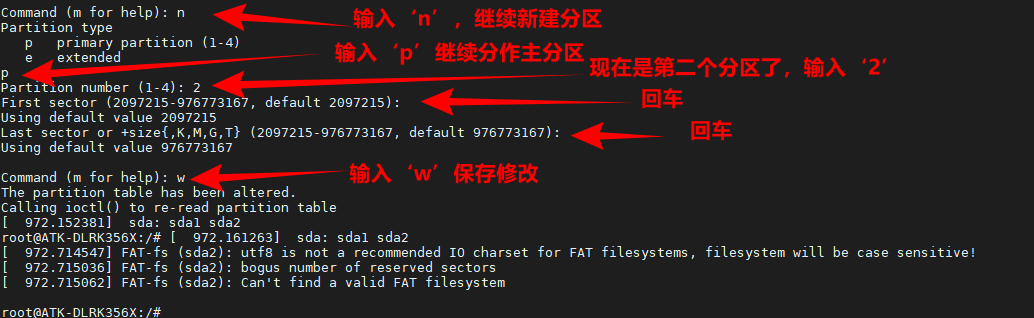 Command (m for help): n
输入‘n’，继续新建分区
Partition type
p   primary partition (1-4)
e   extended
输入‘p’继续分作主分区
p
现在是第二个分区了，输入‘2‘
Partition number (1-4): 2
First sector (2097215-976773167, default 2097215):
回车
Using default value 2097215
Last sector or +size{,K,M,G,T} (2097215-976773167, default 976773167):
回车
Using default value 976773167
Command (m for help): w
输入‘w’保存修改
The partition table has been altered.
Calling ioctl() to re-read partition table
[  972.152381]  sda: sda1 sda2
root@ATK-DLRK356X:/# [  972.161263]  sda: sda1 sda2
[  972.714547] FAT-fs (sda2): utf8 is not a recommended IO charset for FAT filesystems, filesystem will be case sensitive!
[  972.715036] FAT-fs (sda2): bogus number of reserved sectors
[  972.715062] FAT-fs (sda2): Can't find a valid FAT filesystem
root@ATK-DLRK356X:/#